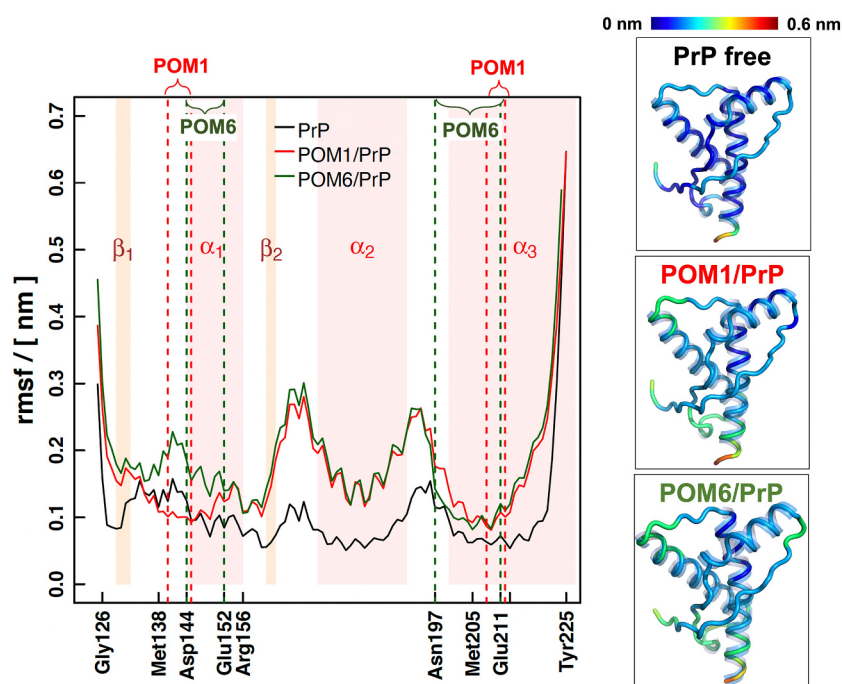 0 nm 0.6 nm
POM1 POM1
PrP free
0.7
0.6
0.5
0.4
0.3
0.2
0.1
0.0
rmsf / [ nm ]
POM6 POM6
PrP
POM1/PrP
POM6/PrP
β1 α1 β2 α2 α3
Gly126
Met138
Asp144
Glu152
Arg156
Asn197
Met205
Glu211
Tyr225
POM1/PrP
POM6/PrP